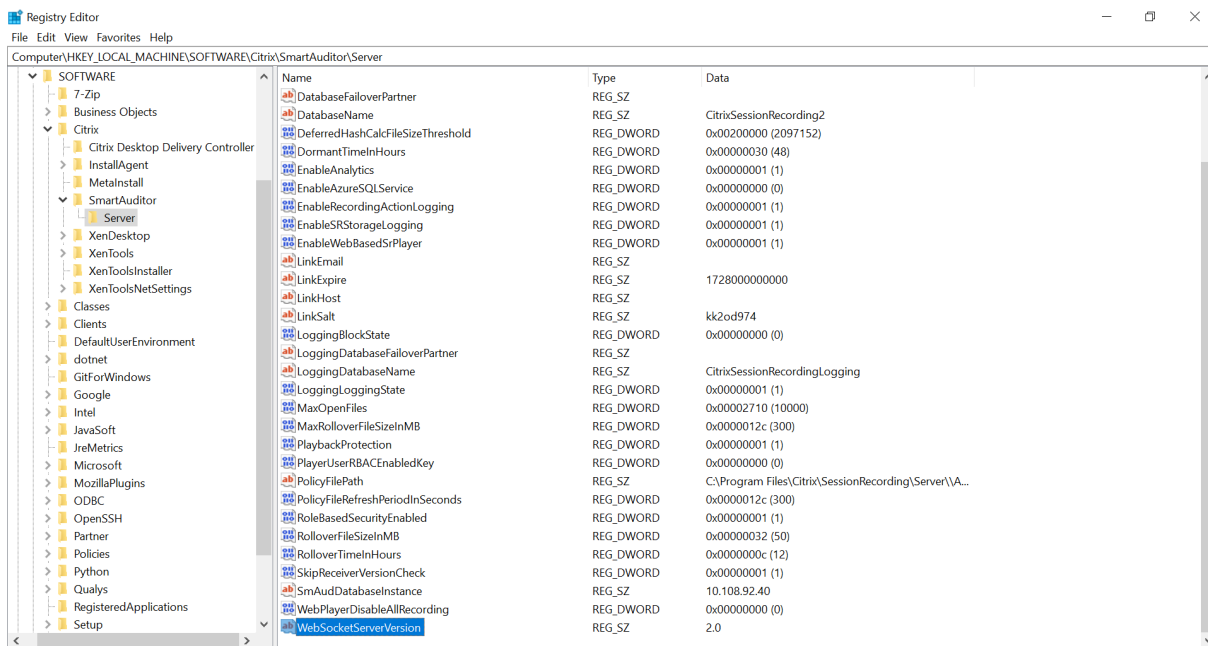 Registry Editor
File Edit View Favorites Help
Computer\HKEY_LOCAL_MACHINE\SOFTWARE\Citrix\SmartAuditor\Server
SOFTWARE
7-Zip
Business Objects
Citrix
Citrix Desktop Delivery Controller
InstallAgent
MetaInstall
SmartAuditor
Server
XenDesktop
XenTools
XenToolsInstaller
XenToolsNetSettings
Classes
Clients
DefaultUserEnvironment
dotnet
GitForWindows
Google
Intel
JavaSoft
JreMetrics
Microsoft
MozillaPlugins
ODBC
OpenSSH
Partner
Policies
Python
Qualys
RegisteredApplications
Setup
Name Type Data
DatabaseFailoverPartner REG_SZ
DatabaseName REG_SZ CitrixSessionRecording2
DeferredHashCalcFileSizeThreshold REG_DWORD 0x00200000 (2097152)
DormantTimeInHours REG_DWORD 0x00000030 (48)
EnableAnalytics REG_DWORD 0x00000001 (1)
EnableAzureSQLService REG_DWORD 0x00000000 (0)
EnableRecordingActionLogging REG_DWORD 0x00000001 (1)
EnableSRStorageLogging REG_DWORD 0x00000001 (1)
EnableWebBasedSrPlayer REG_DWORD 0x00000001 (1)
LinkEmail REG_SZ
LinkExpire REG_SZ 1728000000000
LinkHost REG_SZ
LinkSalt REG_SZ kk2od974
LoggingBlockState REG_DWORD 0x00000000 (0)
LoggingDatabaseFailoverPartner REG_SZ
LoggingDatabaseName REG_SZ CitrixSessionRecordingLogging
LoggingLoggingState REG_DWORD 0x00000001 (1)
MaxOpenFiles REG_DWORD 0x00002710 (10000)
MaxRolloverFileSizeInMB REG_DWORD 0x0000012c (300)
PlaybackProtection REG_DWORD 0x00000001 (1)
PlayerUserRBACEnabledKey REG_DWORD 0x00000000 (0)
PolicyFilePath REG_SZ C:\Program Files\Citrix\SessionRecording\Server\\A...
PolicyFileRefreshPeriodInSeconds REG_DWORD 0x0000012c (300)
RoleBasedSecurityEnabled REG_DWORD 0x00000001 (1)
RolloverFileSizeInMB REG_DWORD 0x00000032 (50)
RolloverTimeInHours REG_DWORD 0x0000000c (12)
SkipReceiverVersionCheck REG_DWORD 0x00000001 (1)
SmAudDatabaseInstance REG_SZ 10.108.92.40
WebPlayerDisableAllRecording REG_DWORD 0x00000000 (0)
WebSocketServerVersion REG_SZ 2.0